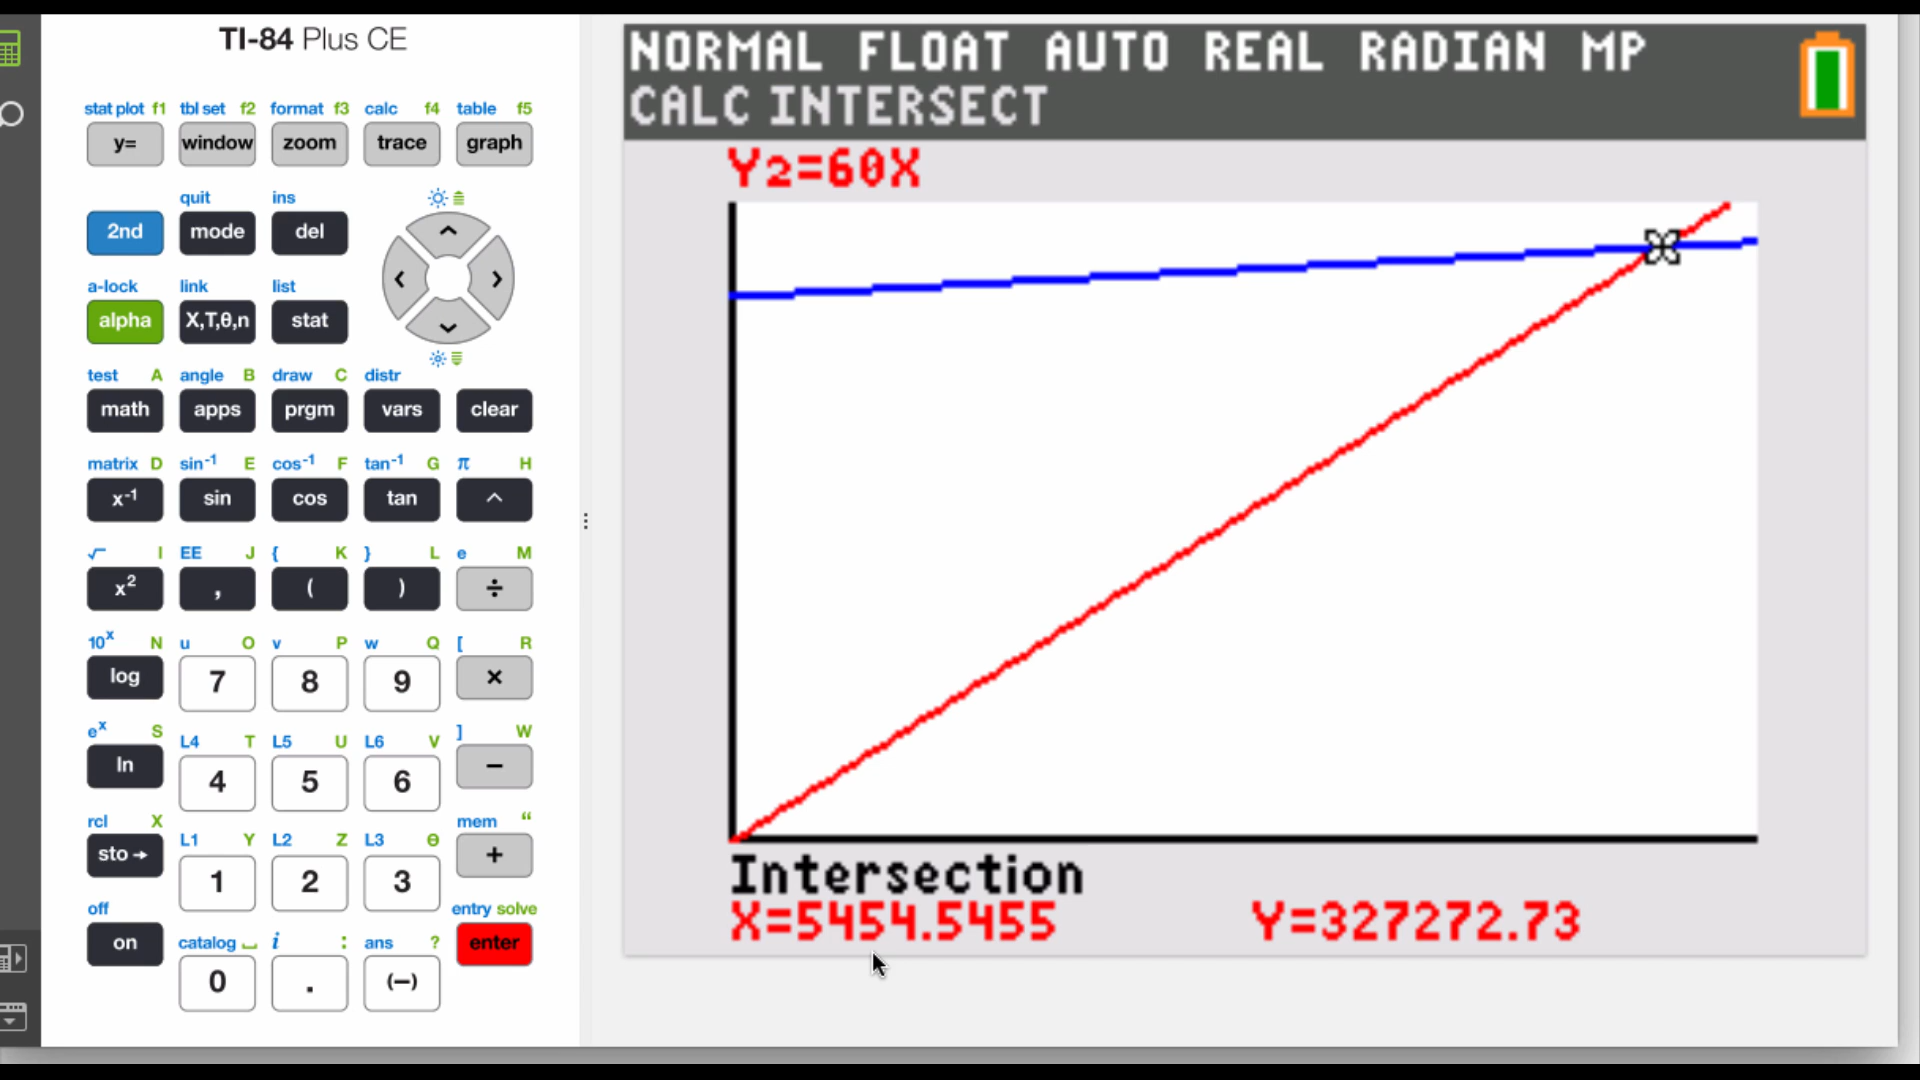 TI-84 Plus CE
stat plot f1 tbl set f2 format f3 calc f4 table f5
y= window zoom trace graph
quit ins
2nd mode del
a-lock link list
alpha X,T,θ,n stat
test A angle B draw C distr
math apps prgm vars clear
matrix D sin-1 E cos-1 F tan-1 G π H
x-1 sin cos tan ^
√ I EE J { K } L e M
x2 , ( ) ÷
10x N u O v P w Q [ R
log 7 8 9 ×
ex S L4 T L5 U L6 V ] W
ln 4 5 6 −
rcl X L1 Y L2 Z L3 θ mem “
sto→ 1 2 3 +
off catalog ⎵ i : ans ? entry solve
on 0 . (−) enter
NORMAL FLOAT AUTO REAL RADIAN MP
CALC INTERSECT
Y2=60X
Intersection
X=5454.5455 Y=327272.73